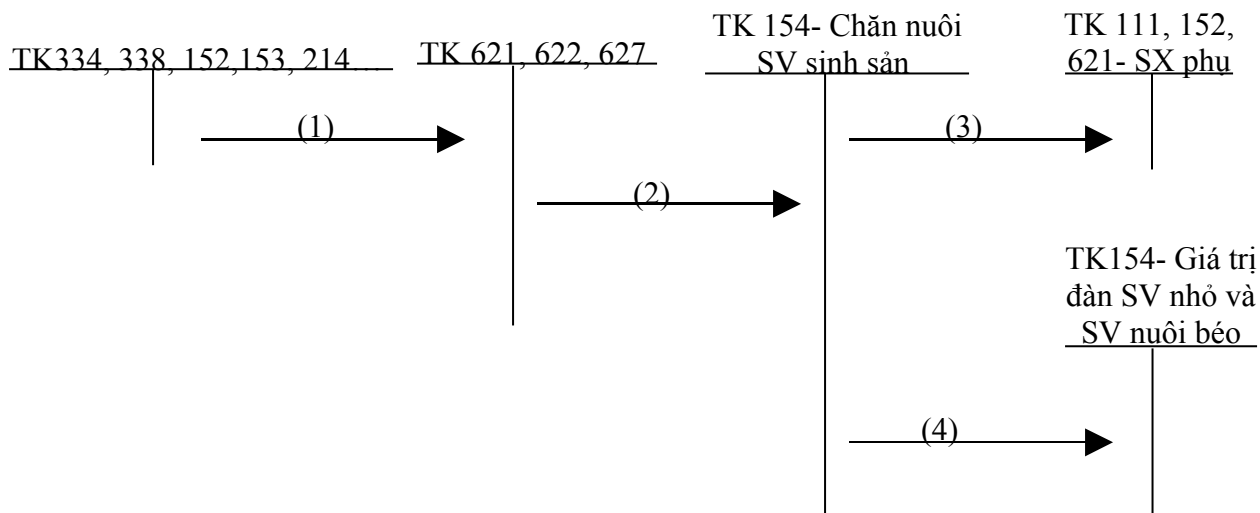 TK334, 338, 152,153, 214…
TK 621, 622, 627
TK 154- Chăn nuôi
SV sinh sản
TK 111, 152,
621- SX phụ
(1)
(3)
(2)
TK154- Giá trị
đàn SV nhỏ và
SV nuôi béo
(4)